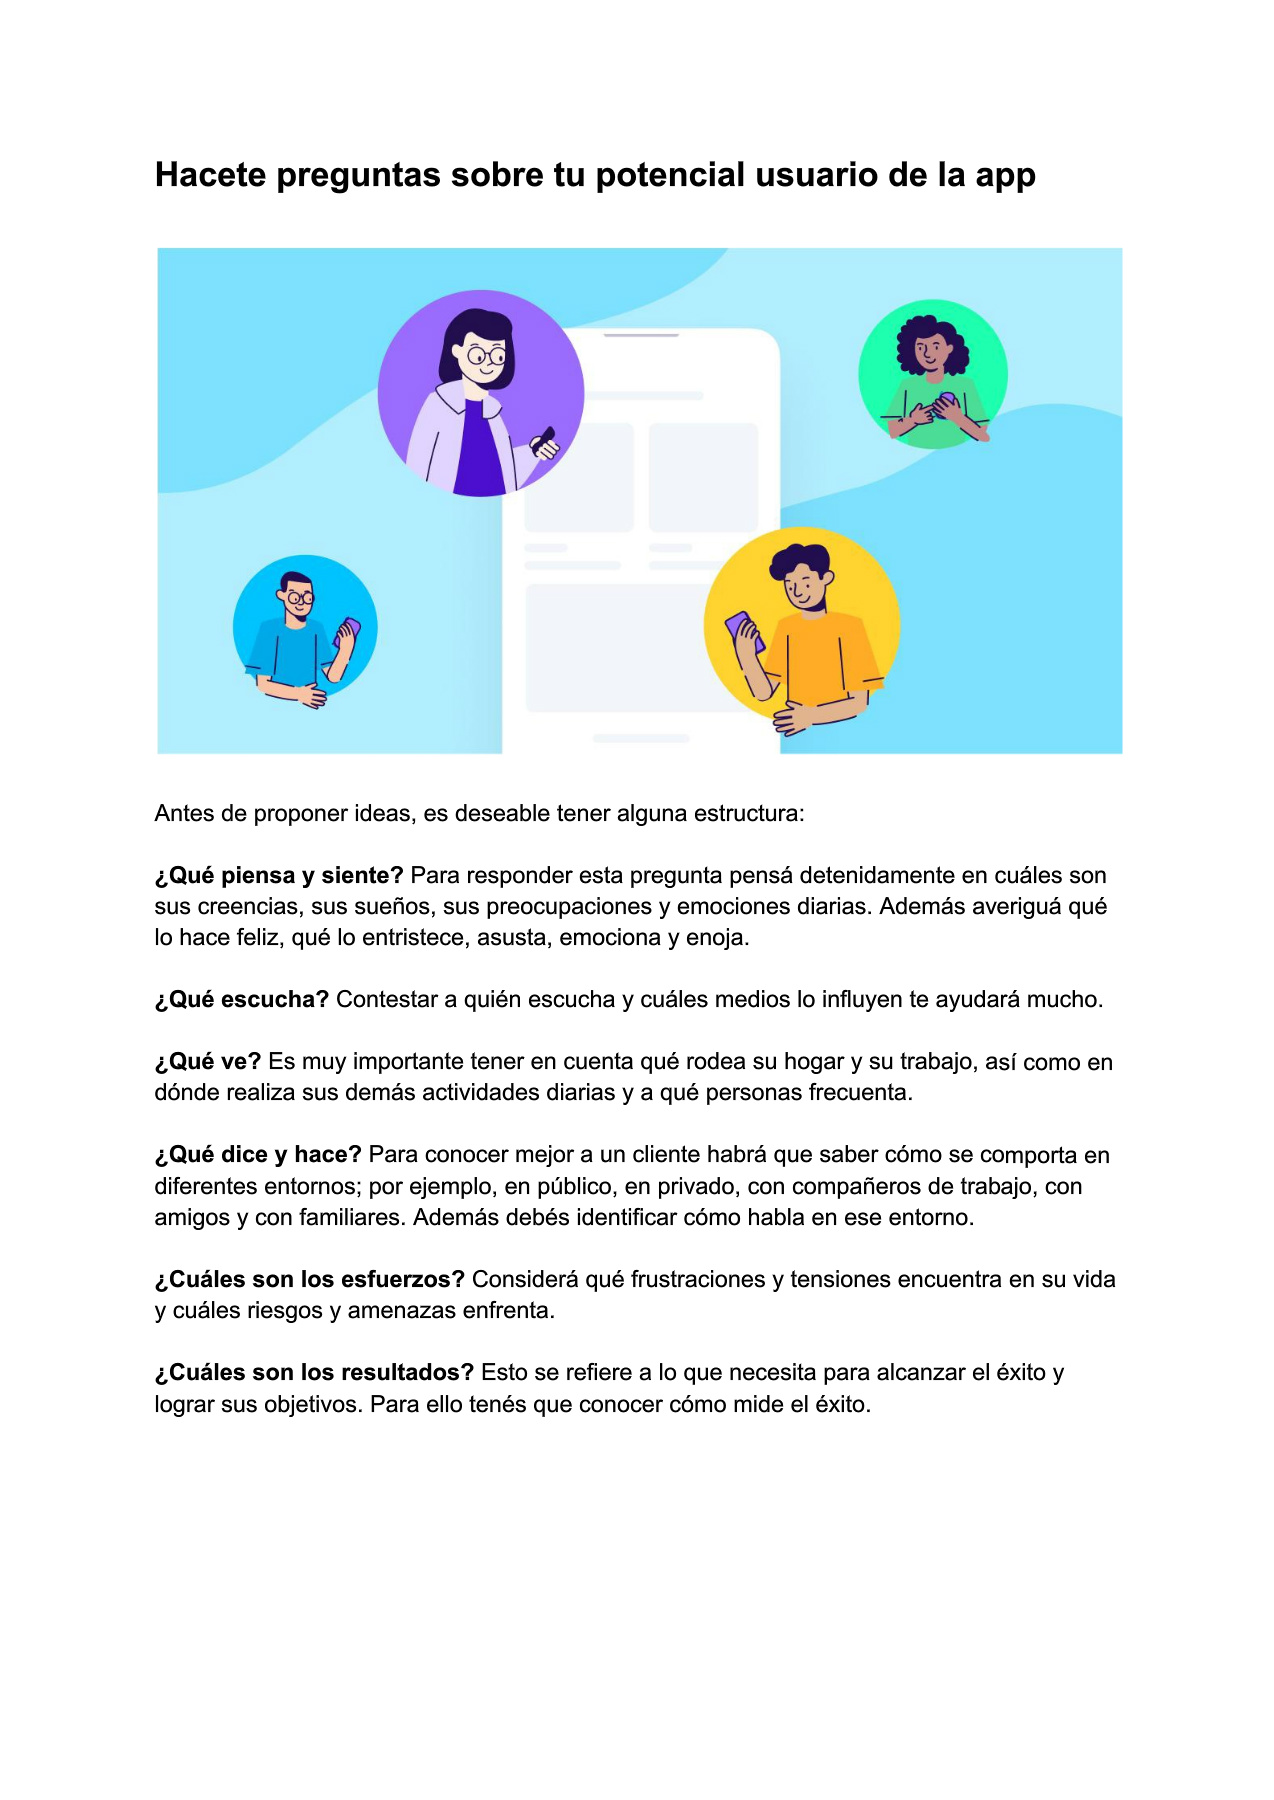 Hacete preguntas sobre tu potencial usuario de la app
Antes de proponer ideas, es deseable tener alguna estructura:
¿Qué piensa y siente? Para responder esta pregunta pensá detenidamente en cuáles son
sus creencias, sus sueños, sus preocupaciones y emociones diarias. Además averiguá qué
lo hace feliz, qué lo entristece, asusta, emociona y enoja.
¿Qué escucha? Contestar a quién escucha y cuáles medios lo influyen te ayudará mucho.
¿Qué ve? Es muy importante tener en cuenta qué rodea su hogar y su trabajo, así como en
dónde realiza sus demás actividades diarias y a qué personas frecuenta.
¿Qué dice y hace? Para conocer mejor a un cliente habrá que saber cómo se comporta en
diferentes entornos; por ejemplo, en público, en privado, con compañeros de trabajo, con
amigos y con familiares. Además debés identificar cómo habla en ese entorno.
¿Cuáles son los esfuerzos? Considerá qué frustraciones y tensiones encuentra en su vida
y cuáles riesgos y amenazas enfrenta.
¿Cuáles son los resultados? Esto se refiere a lo que necesita para alcanzar el éxito y
lograr sus objetivos. Para ello tenés que conocer cómo mide el éxito.